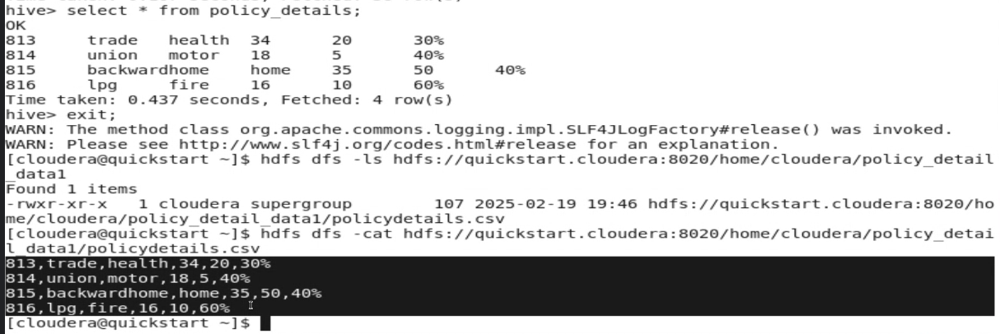 hive> select * from policy_details;
OK
813 trade health 34 20 30%
814 union motor 18 5 40%
815 backwardhome home 35 50 40%
816 lpg fire 16 10 60%
Time taken: 0.437 seconds, Fetched: 4 row(s)
hive> exit;
WARN: The method class org.apache.commons.logging.impl.SLF4JLogFactory#release() was invoked.
WARN: Please see http://www.slf4j.org/codes.html#release for an explanation.
[cloudera@quickstart ~]$ hdfs dfs -ls hdfs://quickstart.cloudera:8020/home/cloudera/policy_detail
_data1
Found 1 items
-rwxr-xr-x 1 cloudera supergroup 107 2025-02-19 19:46 hdfs://quickstart.cloudera:8020/ho
me/cloudera/policy_detail_data1/policydetails.csv
[cloudera@quickstart ~]$ hdfs dfs -cat hdfs://quickstart.cloudera:8020/home/cloudera/policy_detai
l_data1/policydetails.csv
813,trade,health,34,20,30%
814,union,motor,18,5,40%
815,backwardhome,home,35,50,40%
816,lpg,fire,16,10,60%
[cloudera@quickstart ~]$